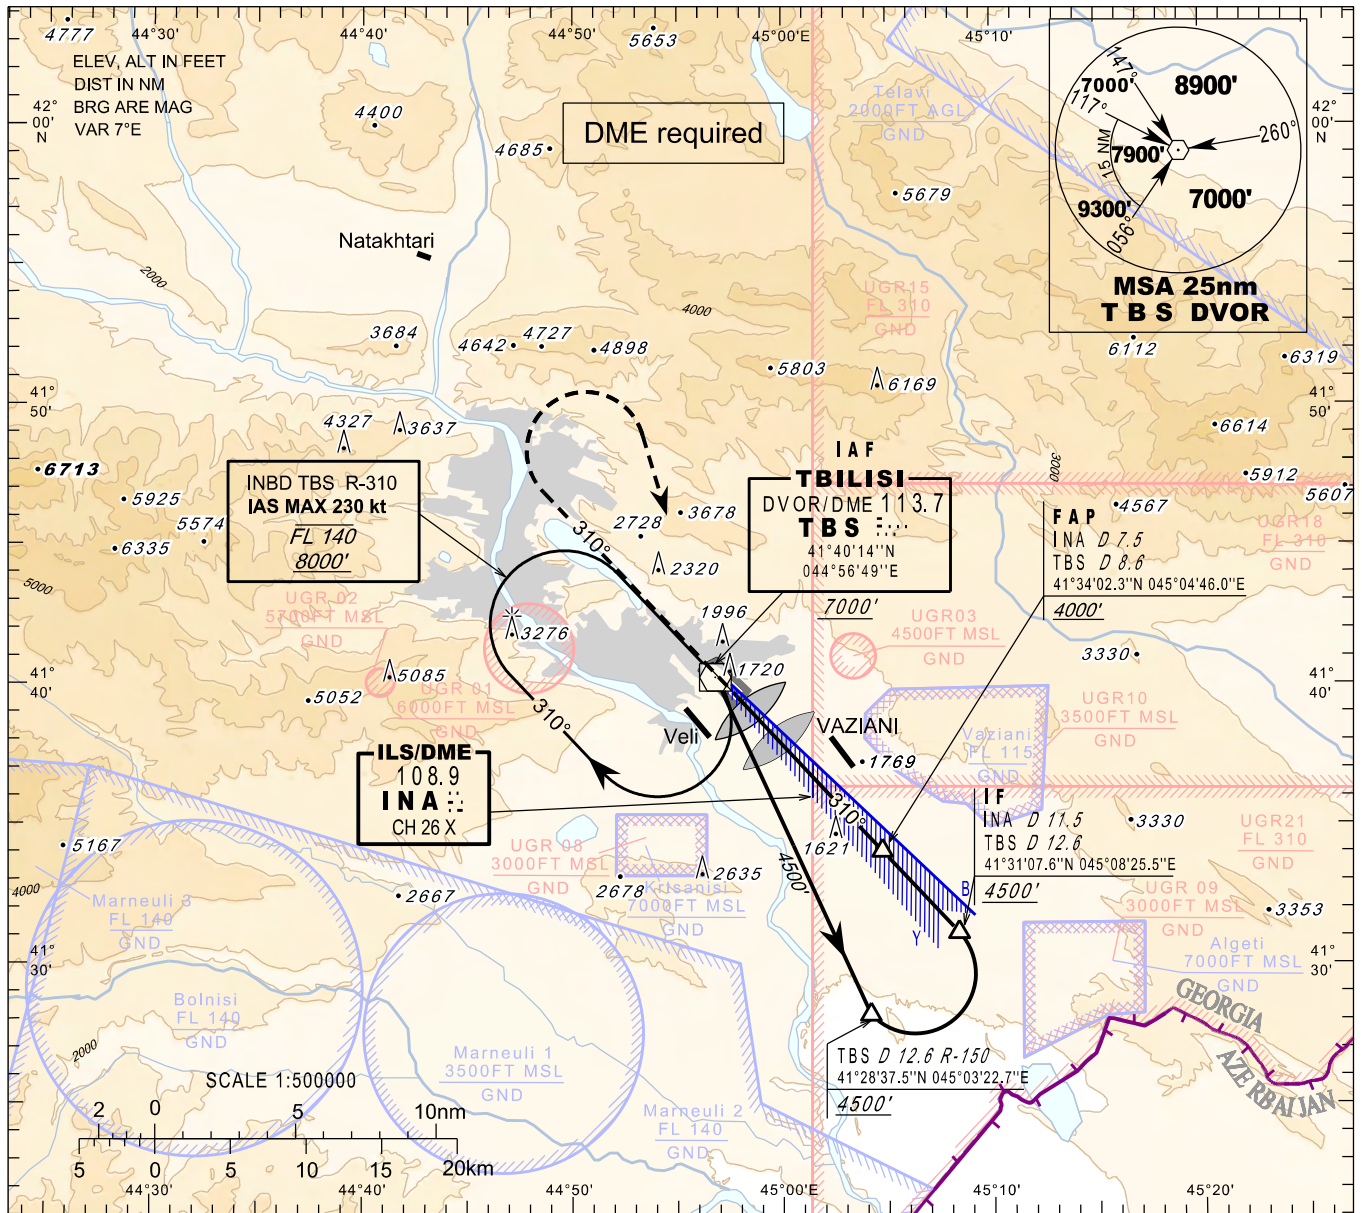 44°30'
44°40'
44°50'
45°00'E
45°10'
4777
5653
ELEV, ALT IN FEET
DIST IN NM
BRG ARE MAG
VAR 7°E
42°
00'
N
4400
4685
DME required
Telavi
2000FT AGL
GND
5679
147°
7000'
117°
8900'
260°
15 NM
7900'
7000'
9300'
056°
MSA 25nm
TBS DVOR
42°
00'
N
Natakhtari
2000
4000
UGR15
FL 310
GND
3684
4642
4727
4898
5803
6169
6112
6319
41°
50'
4327
3637
6614
41°
50'
6713
5925
5574
6335
5000
INBD TBS R-310
IAS MAX 230 kt
FL 140
8000'
310°
2728
3678
2320
IAF
TBILISI
DVOR/DME 113.7
TBS
41°40'14''N
044°56'49''E
7000'
3000
5912
5607
4567
UGR18
FL 310
GND
FAP
INA D 7.5
TBS D 8.6
41°34'02.3''N 045°04'46.0''E
4000'
UGR 02
5700FT MSL
GND
3276
1996
1720
UGR03
4500FT MSL
GND
3330
41°
40'
5085
5052
UGR 01
6000FT MSL
GND
310°
Veli
VAZIANI
1769
Vaziani
FL 115
GND
UGR10
3500FT MSL
GND
41°
40'
ILS/DME
108.9
INA
CH 26 X
310°
1621
IF
INA D 11.5
TBS D 12.6
41°31'07.6''N 045°08'25.5''E
4500'
3330
UGR21
FL 310
GND
5167
4000
UGR 08
3000FT MSL
GND
2678
2635
Krtsanisi
7000FT MSL
GND
4500'
B
Y
UGR 09
3000FT MSL
GND
3353
2667
Marneuli 3
FL 140
GND
41°
30'
Algeti
7000FT MSL
GND
41°
30'
Bolnisi
FL 140
GND
GEORGIA
AZERBAIJAN
2000
Marneuli 1
3500FT MSL
GND
TBS D 12.6 R-150
41°28'37.5''N 045°03'22.7''E
4500'
SCALE 1:500000
2 0 5 10nm
5 0 5 10 15 20km
Marneuli 2
FL 140
GND
44°30'
44°40'
44°50'
45°00'E
45°10'
45°20'